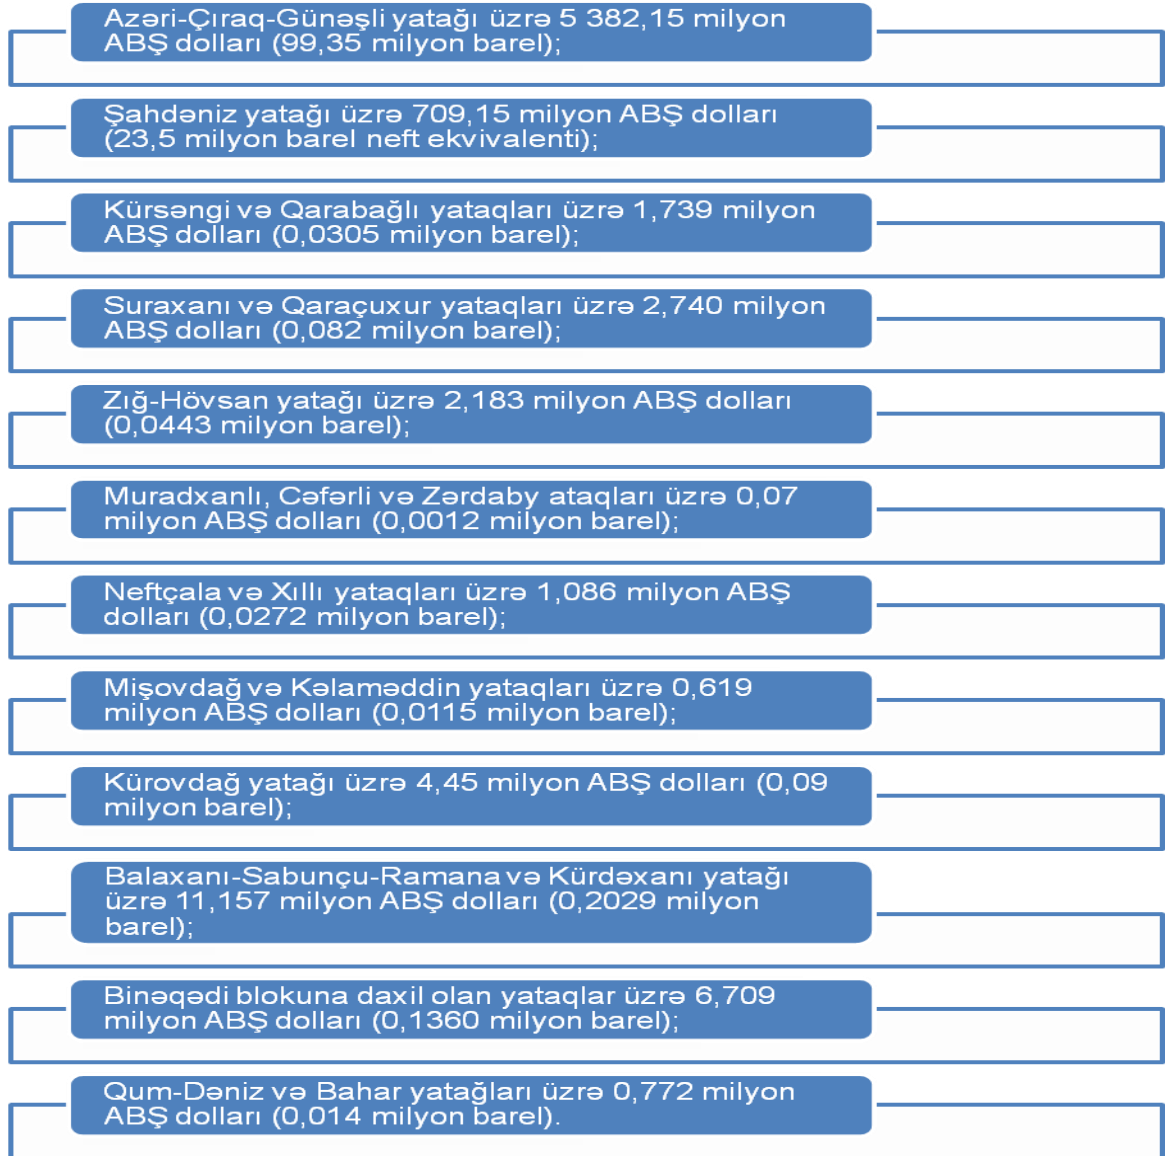 Azəri-Çıraq-Günəşli yatağı üzrə 5 382,15 milyon
ABŞ dolları (99,35 milyon barel);
Şahdəniz yatağı üzrə 709,15 milyon ABŞ dolları
(23,5 milyon barel neft ekvivalenti);
Kürsəngi və Qarabağlı yataqları üzrə 1,739 milyon
ABŞ dolları (0,0305 milyon barel);
Suraxanı və Qaraçuxur yataqları üzrə 2,740 milyon
ABŞ dolları (0,082 milyon barel);
Zığ-Hövsan yatağı üzrə 2,183 milyon ABŞ dolları
(0,0443 milyon barel);
Muradxanlı, Cəfərli və Zərdaby ataqları üzrə 0,07
milyon ABŞ dolları (0,0012 milyon barel);
Neftçala və Xıllı yataqları üzrə 1,086 milyon ABŞ
dolları (0,0272 milyon barel);
Mişovdağ və Kəlaməddin yataqları üzrə 0,619
milyon ABŞ dolları (0,0115 milyon barel);
Kürovdağ yatağı üzrə 4,45 milyon ABŞ dolları (0,09
milyon barel);
Balaxanı-Sabunçu-Ramana və Kürdəxanı yatağı
üzrə 11,157 milyon ABŞ dolları (0,2029 milyon
barel);
Binəqədi blokuna daxil olan yataqlar üzrə 6,709
milyon ABŞ dolları (0,1360 milyon barel);
Qum-Dəniz və Bahar yatağları üzrə 0,772 milyon
ABŞ dolları (0,014 milyon barel).